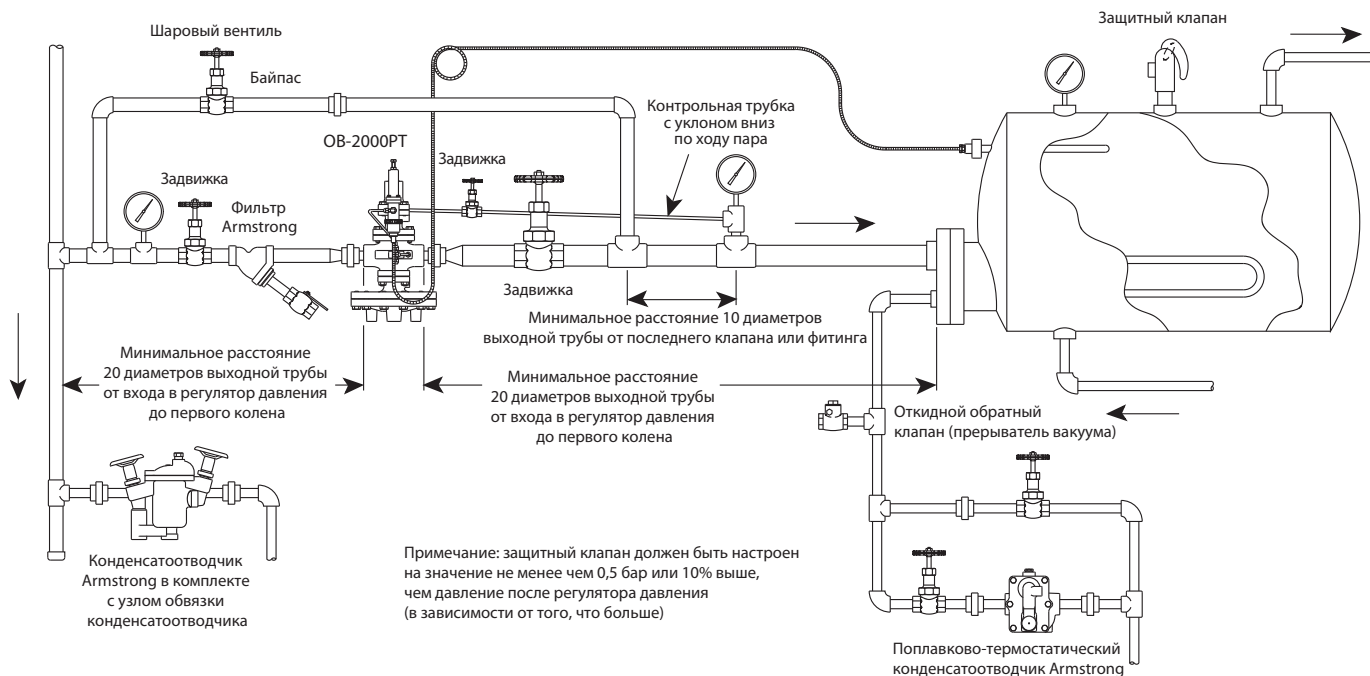 Шаровый вентиль
Байпас
Защитный клапан
OB-2000PT
Контрольная трубка
с уклоном вниз
по ходу пара
Задвижка
Задвижка
Фильтр
Armstrong
Задвижка
Минимальное расстояние 10 диаметров
выходной трубы от последнего клапана или фитинга
Минимальное расстояние
20 диаметров выходной трубы
от входа в регулятор давления
до первого колена
Минимальное расстояние
20 диаметров выходной трубы
от входа в регулятор давления
до первого колена
Откидной обратный
клапан (прерыватель вакуума)
Конденсатоотводчик
Armstrong в комплекте
с узлом обвязки
конденсатоотводчика
Примечание: защитный клапан должен быть настроен
на значение не менее чем 0,5 бар или 10% выше,
чем давление после регулятора давления
(в зависимости от того, что больше)
Поплавково-термостатический
конденсатоотводчик Armstrong